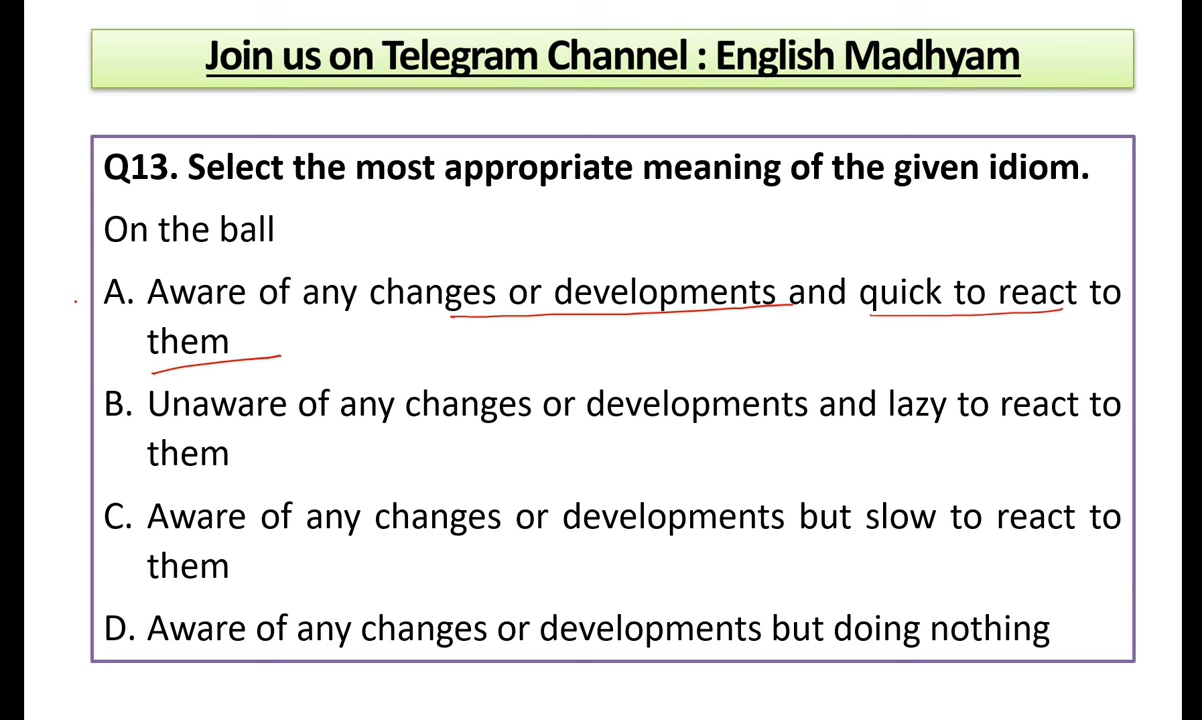 Join us on Telegram Channel : English Madhyam
Q13. Select the most appropriate meaning of the given idiom.
On the ball
A. Aware of any changes or developments and quick to react to
them
B. Unaware of any changes or developments and lazy to react to
them
C. Aware of any changes or developments but slow to react to
them
D. Aware of any changes or developments but doing nothing